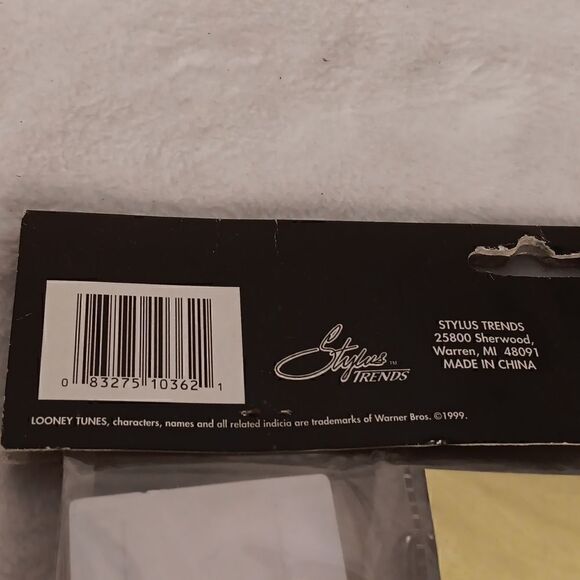 0 83275 10362 1
Stylus™
TRENDS
STYLUS TRENDS
25800 Sherwood,
Warren, MI 48091
MADE IN CHINA
LOONEY TUNES, characters, names and all related indicia are trademarks of Warner Bros. ©1999.